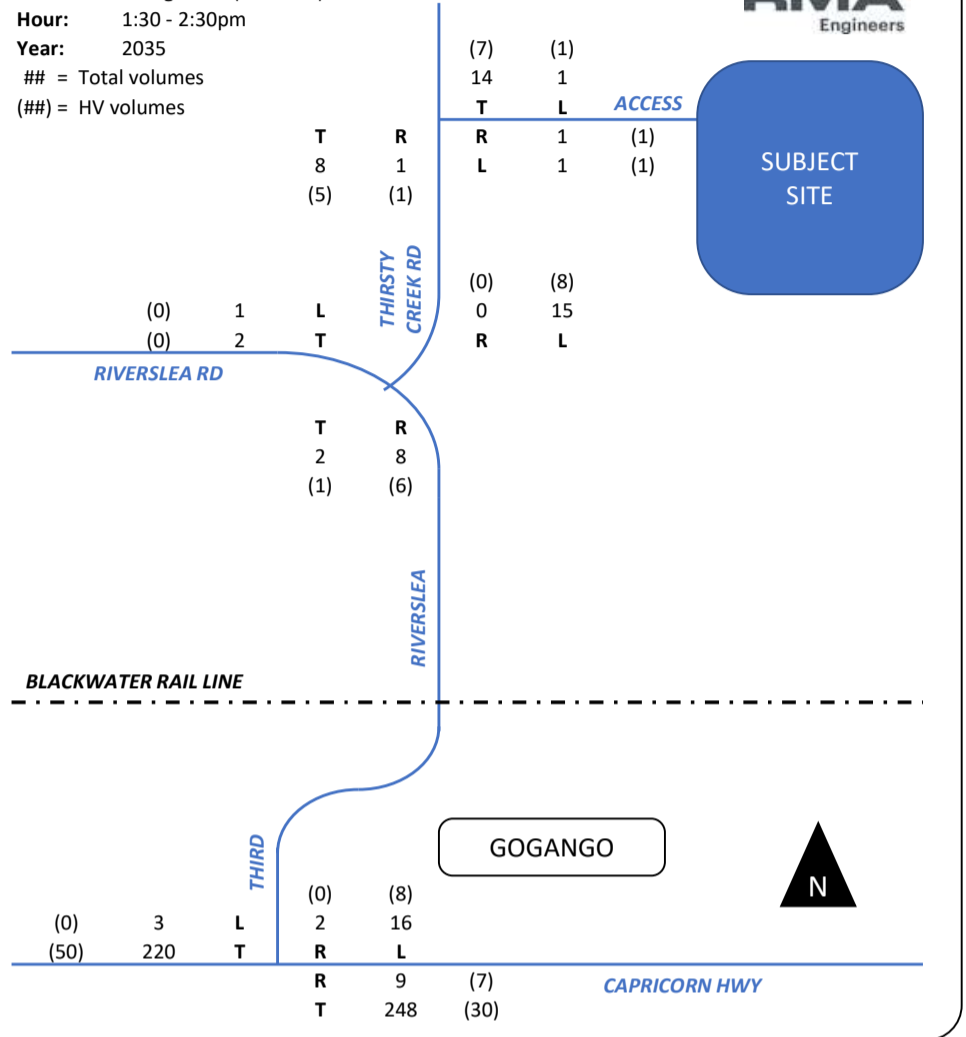 Hour: 1:30 - 2:30pm
Engineers
Year: 2035
## = Total volumes
(##) = HV volumes
(7) (1)
14 1
T L ACCESS
T R R 1 (1)
8 1 L 1 (1)
(5) (1)
SUBJECT
SITE
THIRSTY
CREEK RD
(0) (8)
(0) 1 L 0 15
(0) 2 T R L
RIVERSLEA RD
T R
2 8
(1) (6)
RIVERSLEA
BLACKWATER RAIL LINE
THIRD
GOGANGO
N
(0) (8)
(0) 3 L 2 16
(50) 220 T R L
R 9 (7) CAPRICORN HWY
T 248 (30)